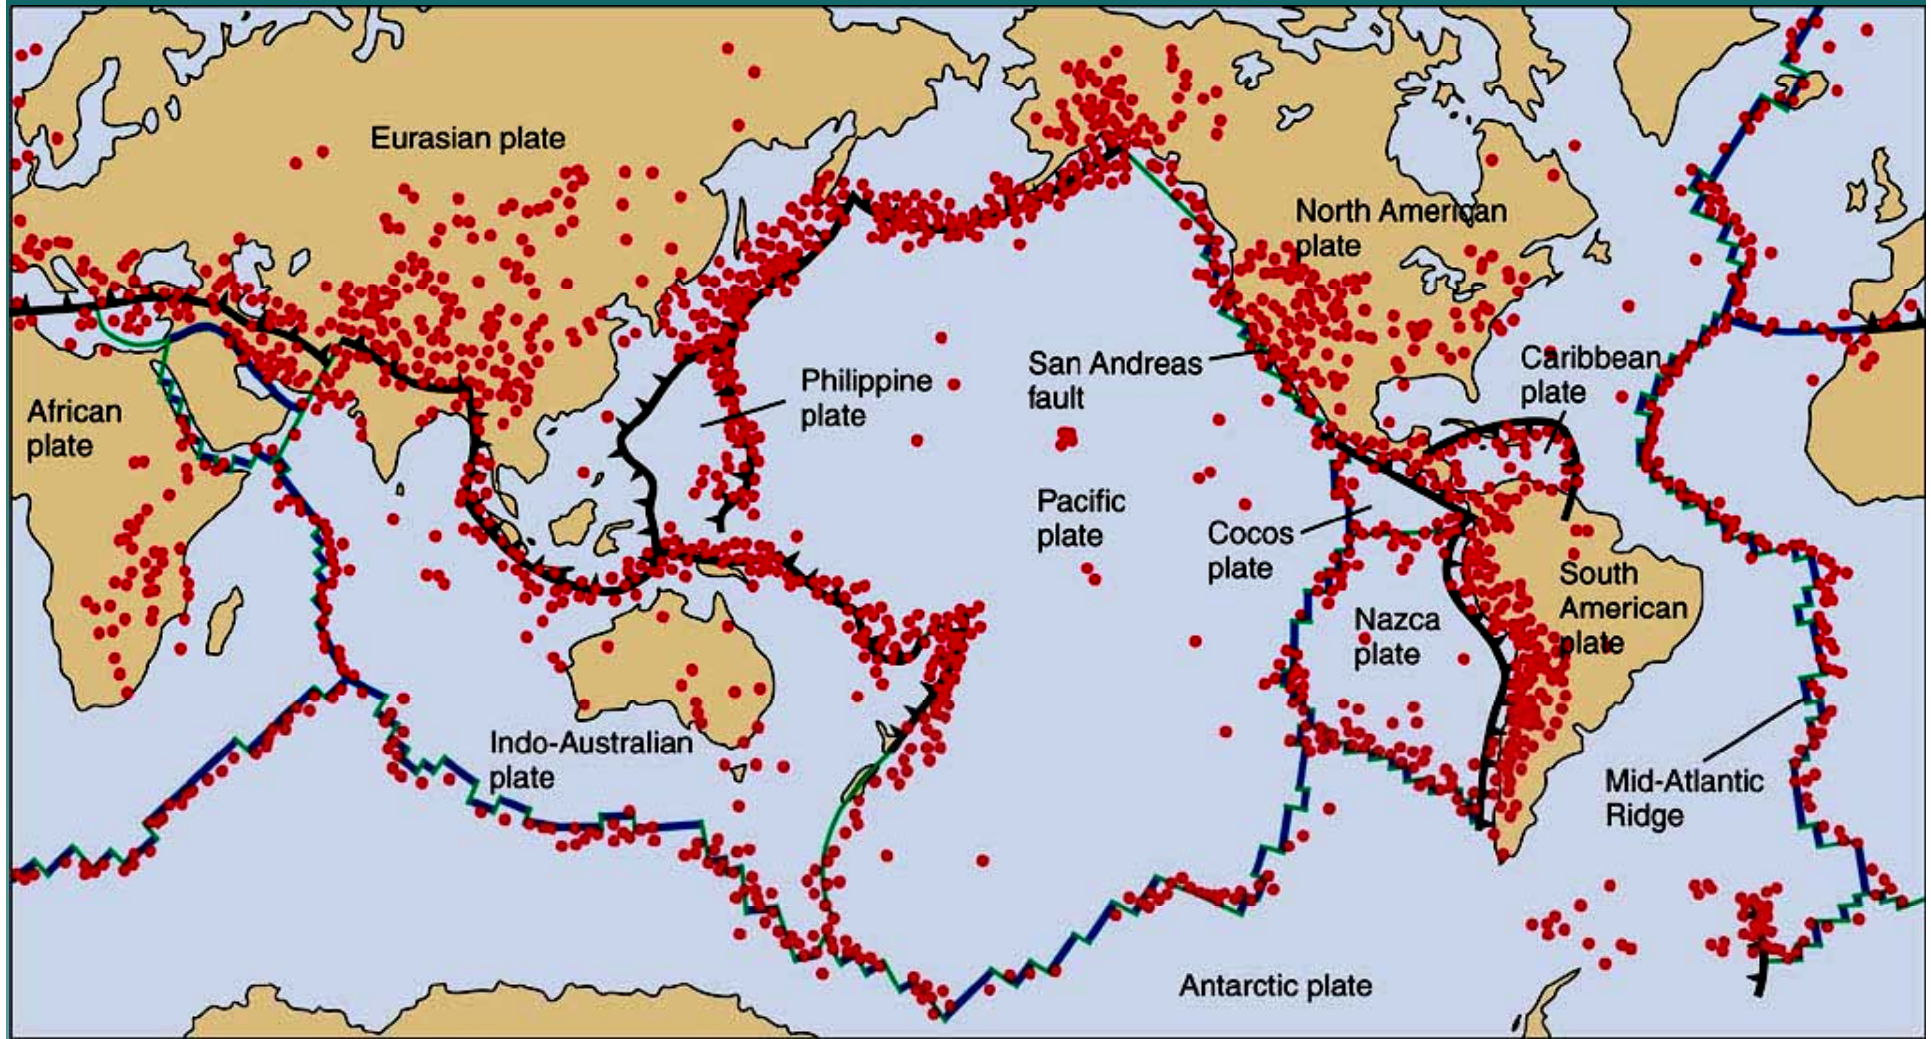 Eurasian plate
North American
plate
African
plate
Philippine
plate
San Andreas
fault
Caribbean
plate
Pacific
plate
Cocos
plate
Nazca
plate
South
American
plate
Indo-Australian
plate
Mid-Atlantic
Ridge
Antarctic plate